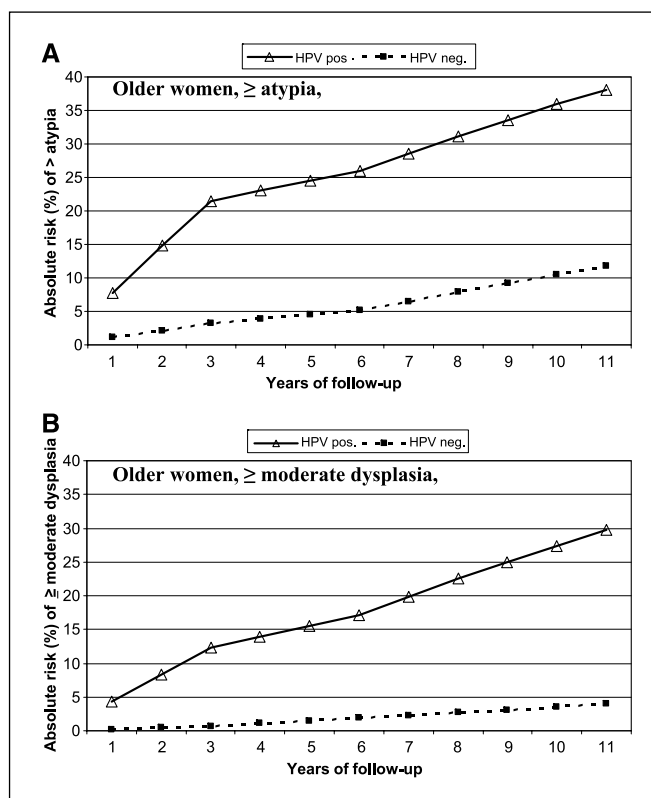 A
HPV pos. HPV neg.
Older women, ≥ atypia,
Absolute risk (%) of > atypia
40
35
30
25
20
15
10
5
0
1 2 3 4 5 6 7 8 9 10 11
Years of follow-up
B
HPV pos. HPV neg.
Older women, ≥ moderate dysplasia,
Absolute risk (%) of ≥ moderate dysplasia
40
35
30
25
20
15
10
5
0
1 2 3 4 5 6 7 8 9 10 11
Years of follow-up